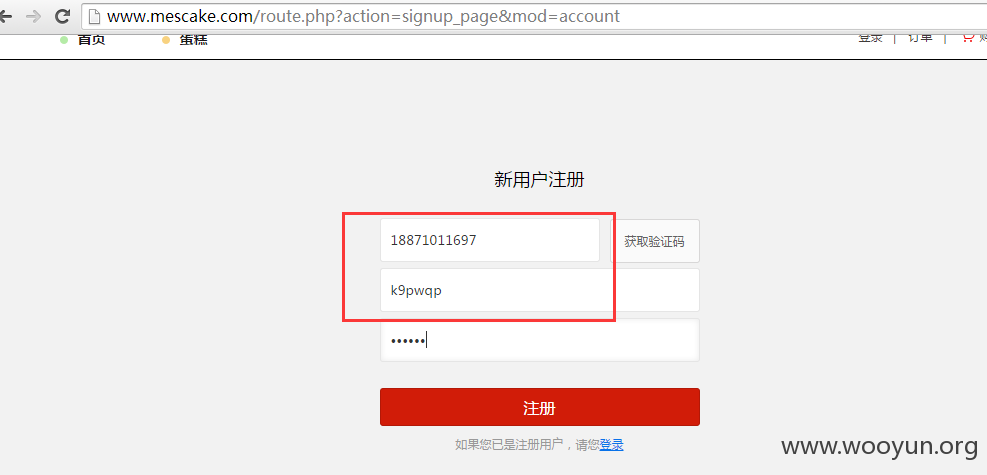 www.mescake.com/route.php?action=signup_page&mod=account
首页 蛋糕 登录 | 订单 |
新用户注册
18871011697 获取验证码
k9pwqp
••••••
注册
如果您已是注册用户，请您登录
www.wooyun.org